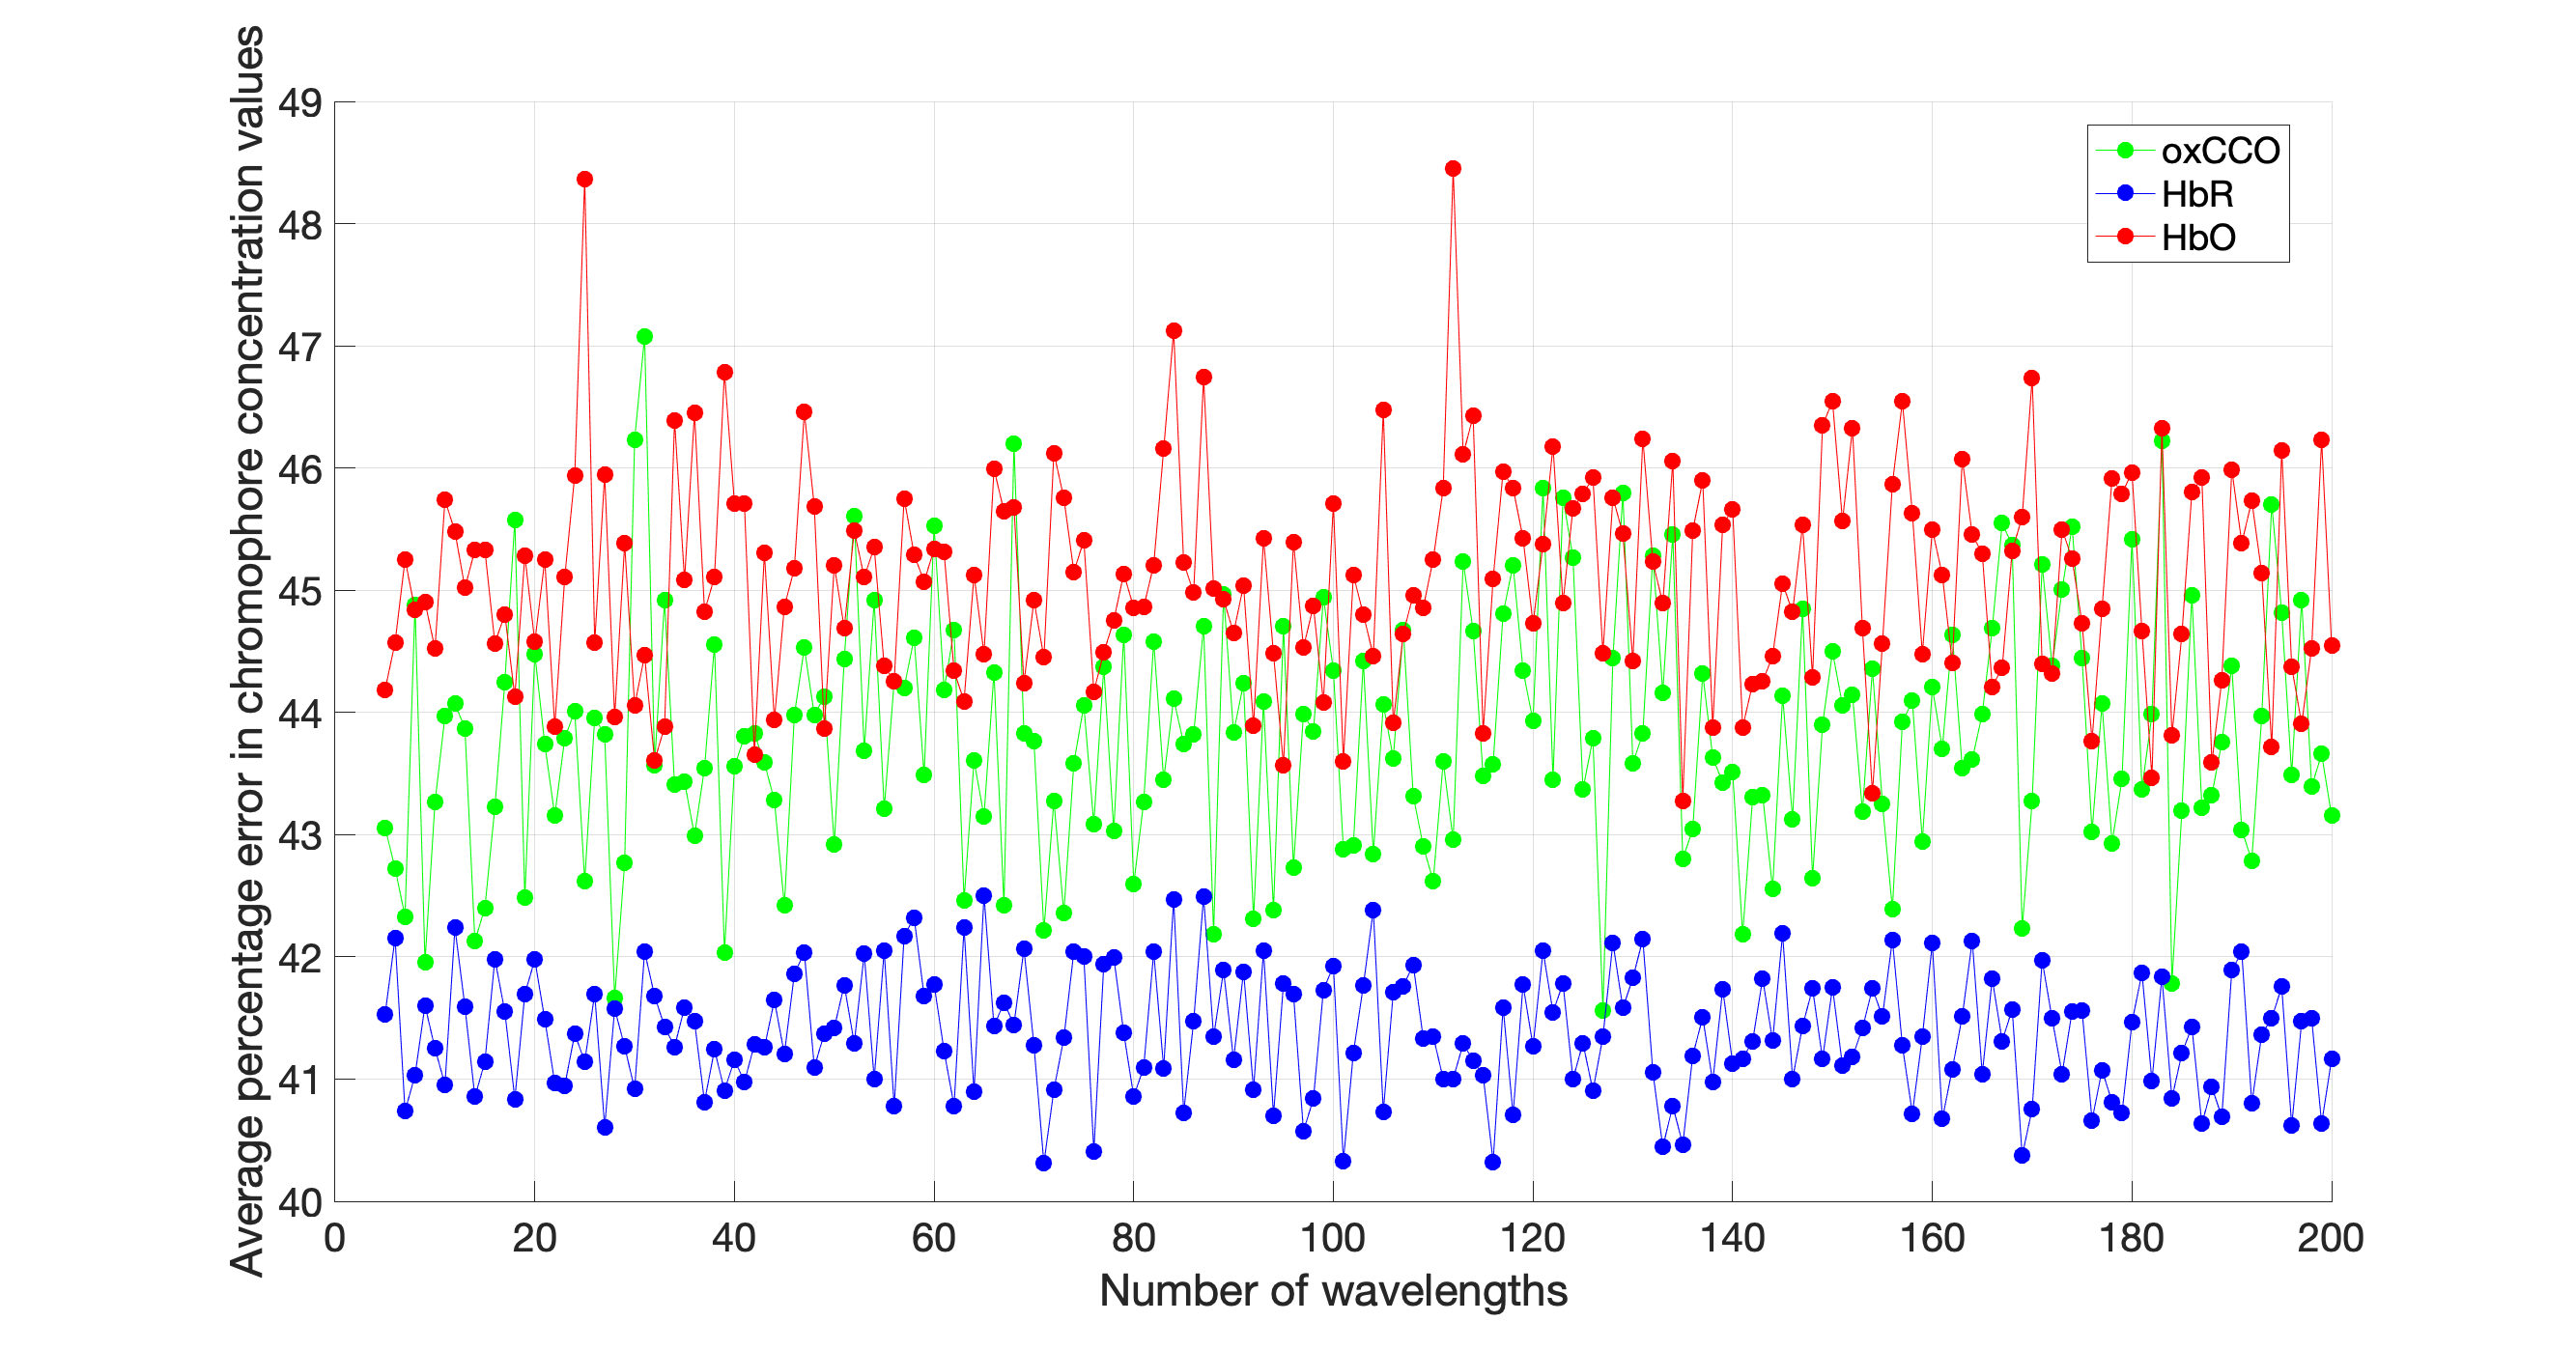 Average percentage error in chromophore concentration values
49
48
47
46
45
44
43
42
41
40
0 20 40 60 80 100 120 140 160 180 200
Number of wavelengths
oxCCO
HbR
HbO